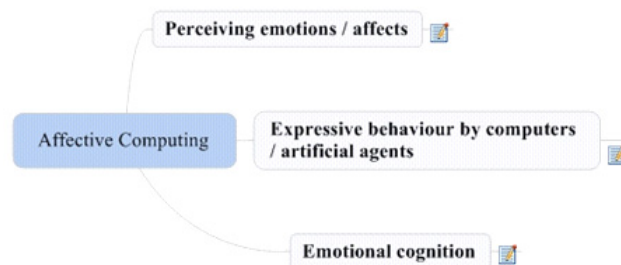 Perceiving emotions / affects
Affective Computing
Expressive behaviour by computers
/ artificial agents
Emotional cognition